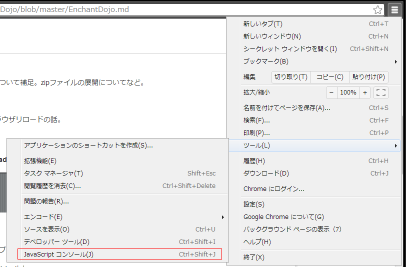 Dojo/blob/master/EnchantDojo.md
ついて補足。zipファイルの展開についてなど。
ラウザリロードの話。
新しいタブ(T) Ctrl+T
新しいウィンドウ(N) Ctrl+N
シークレット ウィンドウを開く(I) Ctrl+Shift+N
ブックマーク(B)
編集 切り取り(T) コピー(C) 貼り付け(P)
拡大/縮小 − 100% +
名前を付けてページを保存(A)... Ctrl+S
検索(F)... Ctrl+F
印刷(P)... Ctrl+P
ツール(L)
履歴(H) Ctrl+H
ダウンロード(D) Ctrl+J
Chrome にログイン...
設定(S)
Google Chrome について(G)
バックグラウンド ページの表示 (7)
ヘルプ(H)
終了(X)
アプリケーションのショートカットを作成(S)...
拡張機能(E)
タスク マネージャ(T) Shift+Esc
閲覧履歴を消去(C)... Ctrl+Shift+Delete
問題の報告(R)...
エンコード(E)
ソースを表示(O) Ctrl+U
デベロッパー ツール(D) Ctrl+Shift+I
JavaScript コンソール(J) Ctrl+Shift+J